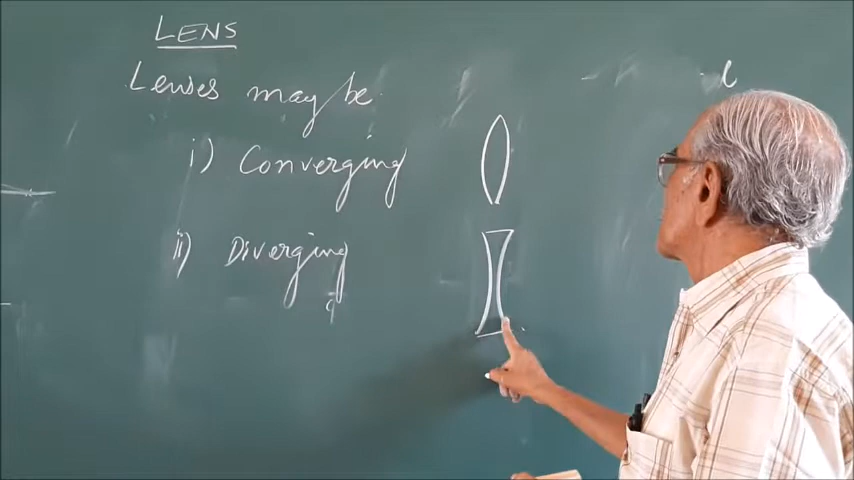 LENS
Lenses may be
i) Converging
ii) Diverging